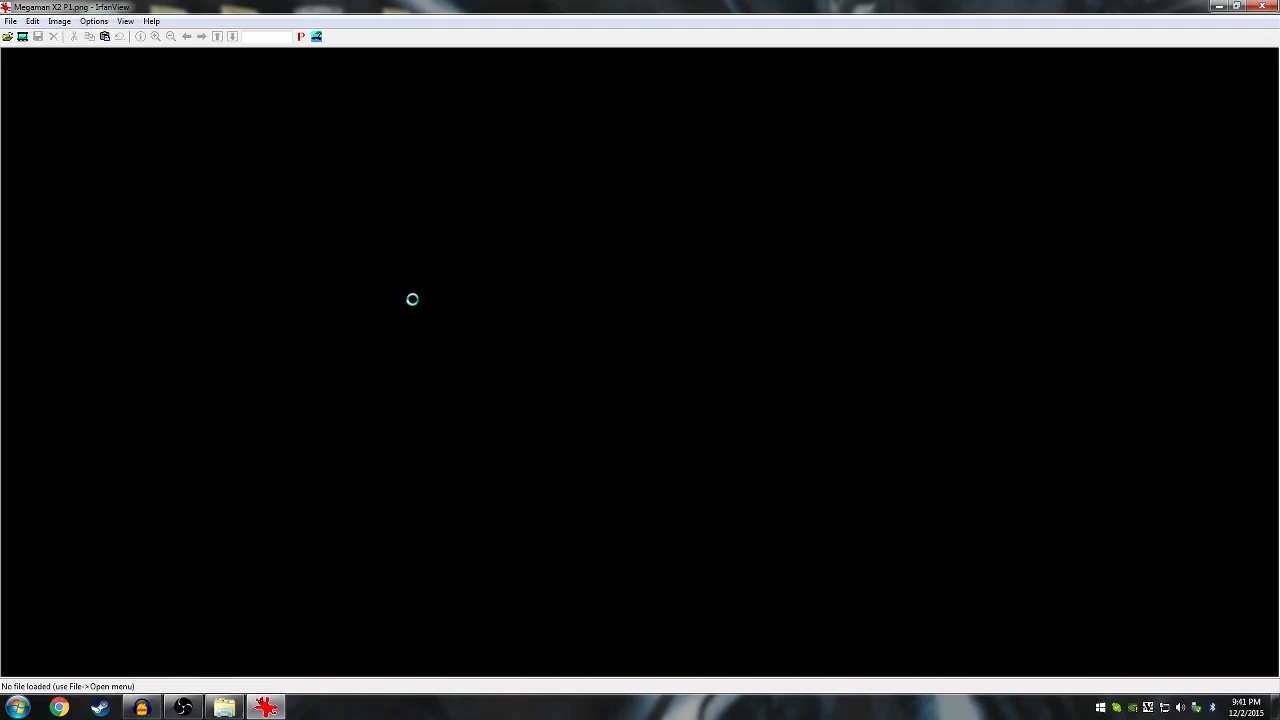 Megaman X2 P1.png - IrfanView
File Edit Image Options View Help
P
No file loaded (use File->Open menu)
9:41 PM
12/2/2015